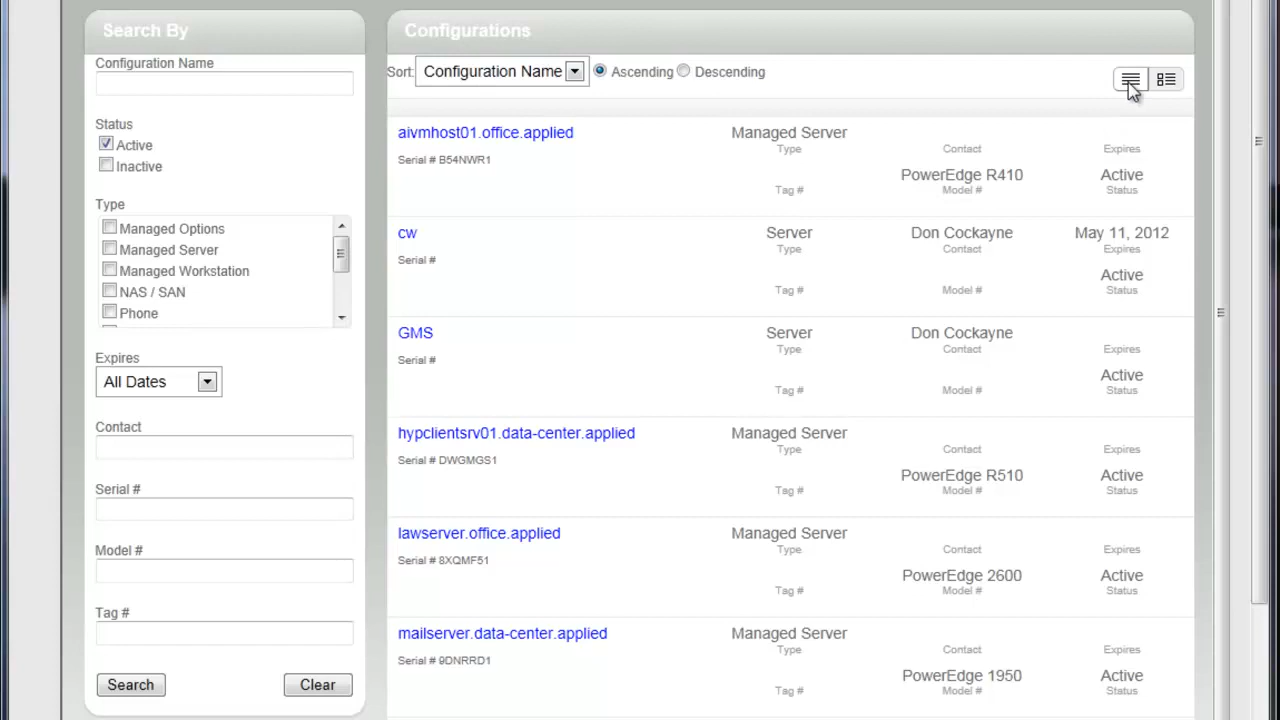 Search By
Configuration Name
Status
Active
Inactive
Type
Managed Options
Managed Server
Managed Workstation
NAS / SAN
Phone
Expires
All Dates
Contact
Serial #
Model #
Tag #
Search Clear
Configurations
Sort: Configuration Name Ascending Descending
aivmhost01.office.applied Managed Server
Type Contact Expires
Serial # B54NWR1
PowerEdge R410 Active
Tag # Model # Status
cw Server Don Cockayne May 11, 2012
Type Contact Expires
Serial #
Active
Tag # Model # Status
GMS Server Don Cockayne
Type Contact Expires
Serial #
Active
Tag # Model # Status
hypclientsrv01.data-center.applied Managed Server
Type Contact Expires
Serial # DWGMGS1
PowerEdge R510 Active
Tag # Model # Status
lawserver.office.applied Managed Server
Type Contact Expires
Serial # 8XQMF51
PowerEdge 2600 Active
Tag # Model # Status
mailserver.data-center.applied Managed Server
Type Contact Expires
Serial # 9DNRRD1
PowerEdge 1950 Active
Tag # Model # Status